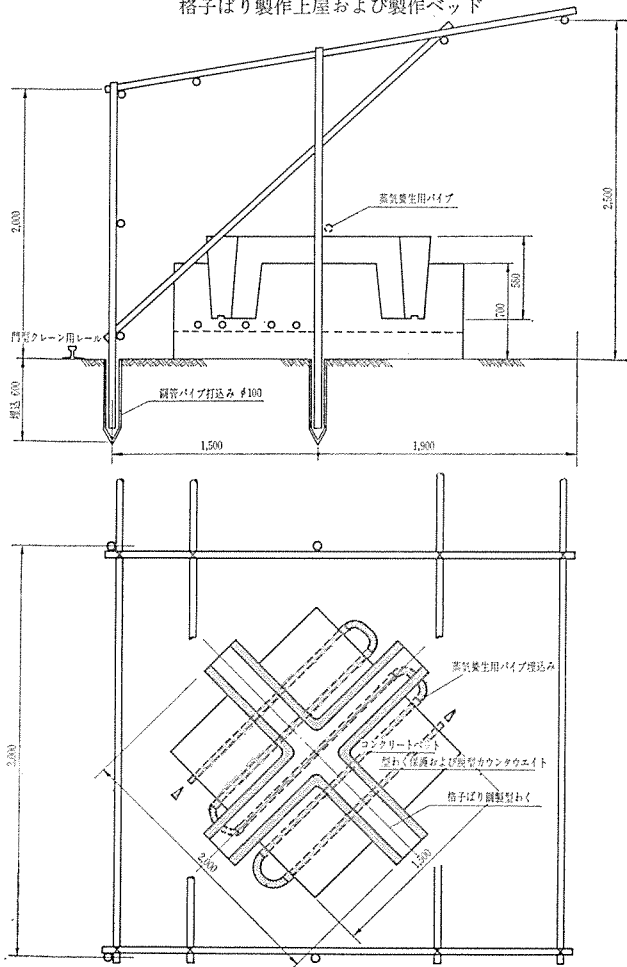 格子ばり製作上屋および製作ベッド
蒸気養生用パイプ
2,000
2,500
580
700
門型クレーン用レール
埋込 600
鋼管パイプ打込み φ100
1,500
1,900
蒸気養生用パイプ埋込み
コンクリートベット
型わく保護および脱型カウンタウエイト
格子ばり鋼製型わく
2,000
1,500